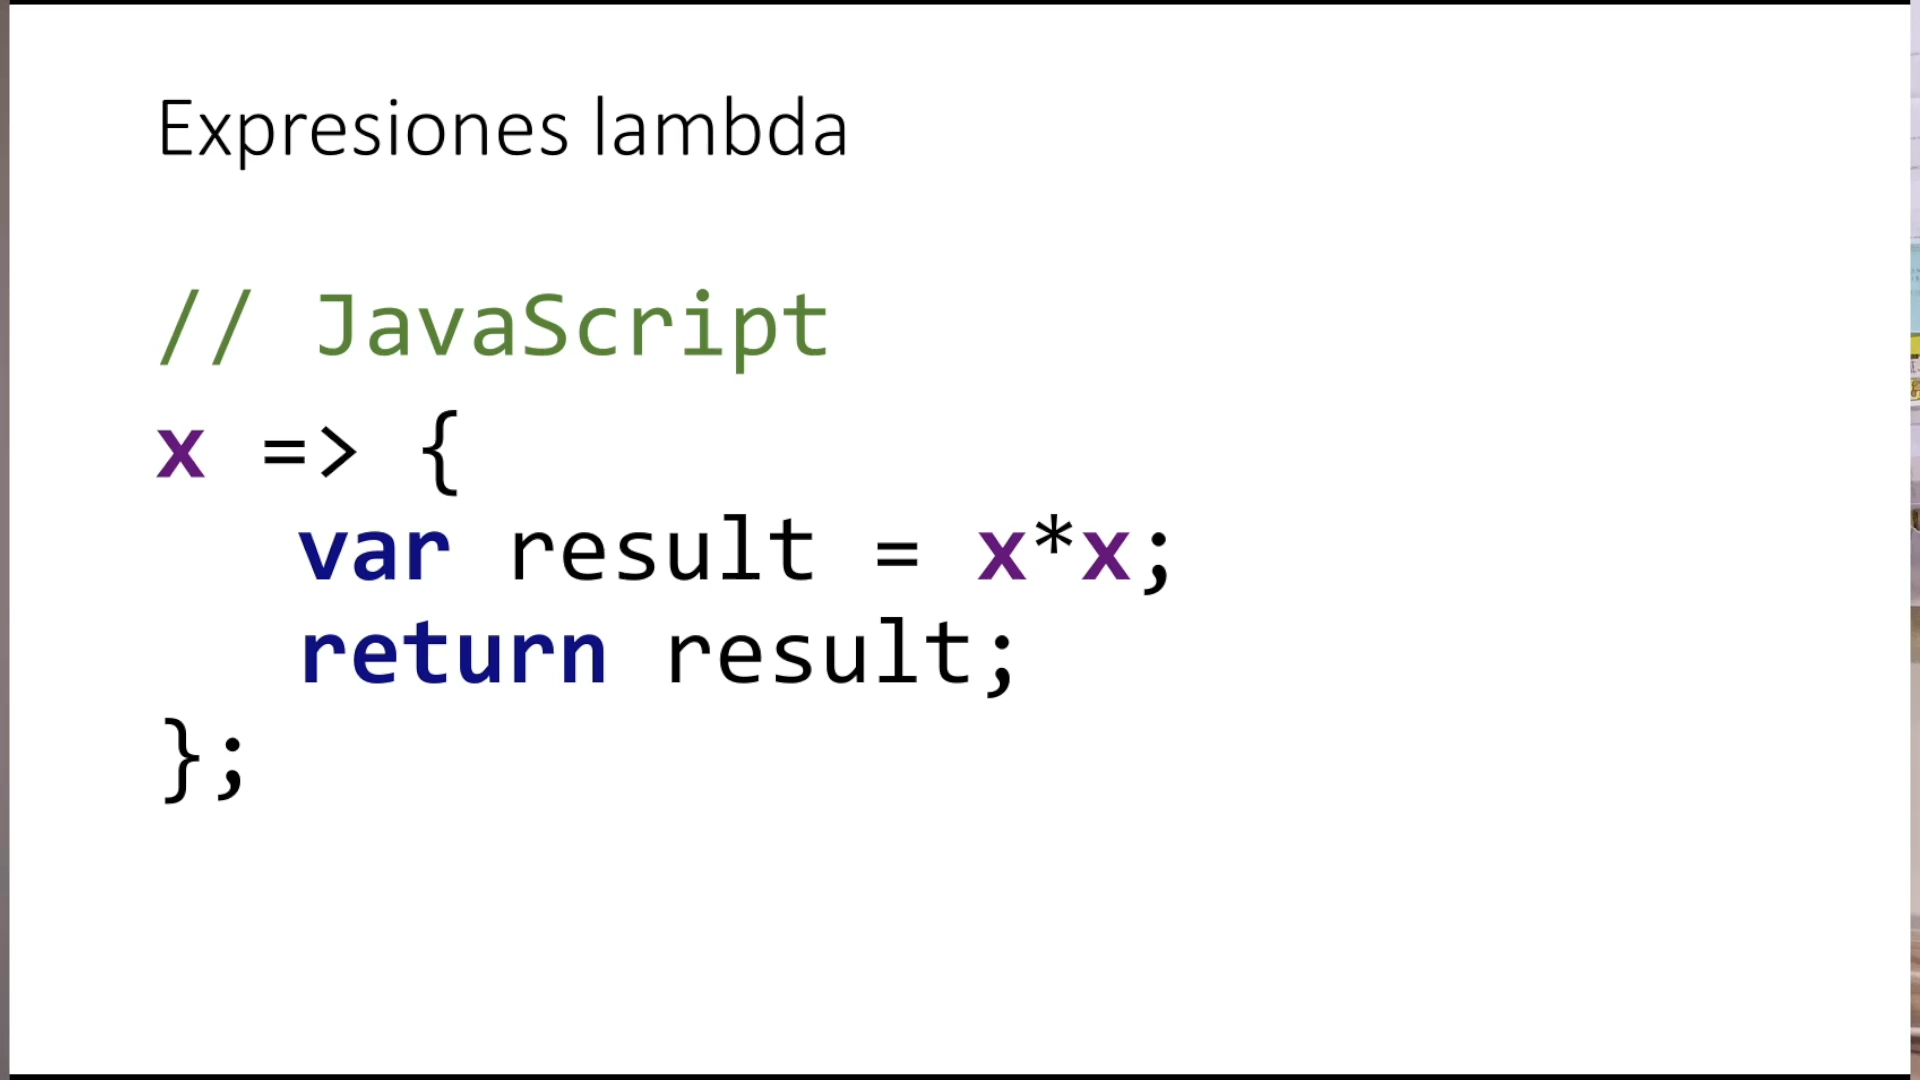 Expresiones lambda
// JavaScript
x => {
var result = x*x;
return result;
};